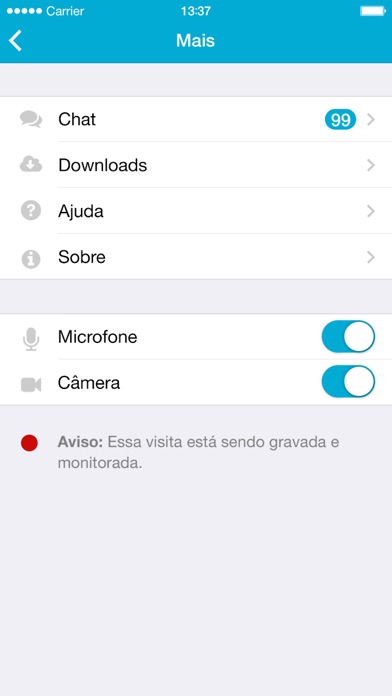 Carrier 13:37
Mais
Chat 99
Downloads
Ajuda
Sobre
Microfone
Câmera
Aviso: Essa visita está sendo gravada e
monitorada.